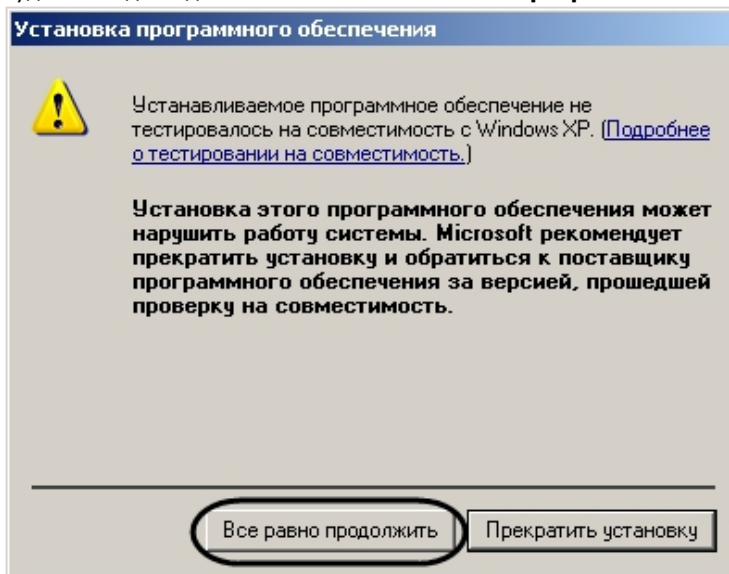 Установка программного обеспечения
Устанавливаемое программное обеспечение не
тестировалось на совместимость с Windows XP. (Подробнее
о тестировании на совместимость.)
Установка этого программного обеспечения может
нарушить работу системы. Microsoft рекомендует
прекратить установку и обратиться к поставщику
программного обеспечения за версией, прошедшей
проверку на совместимость.
Все равно продолжить Прекратить установку